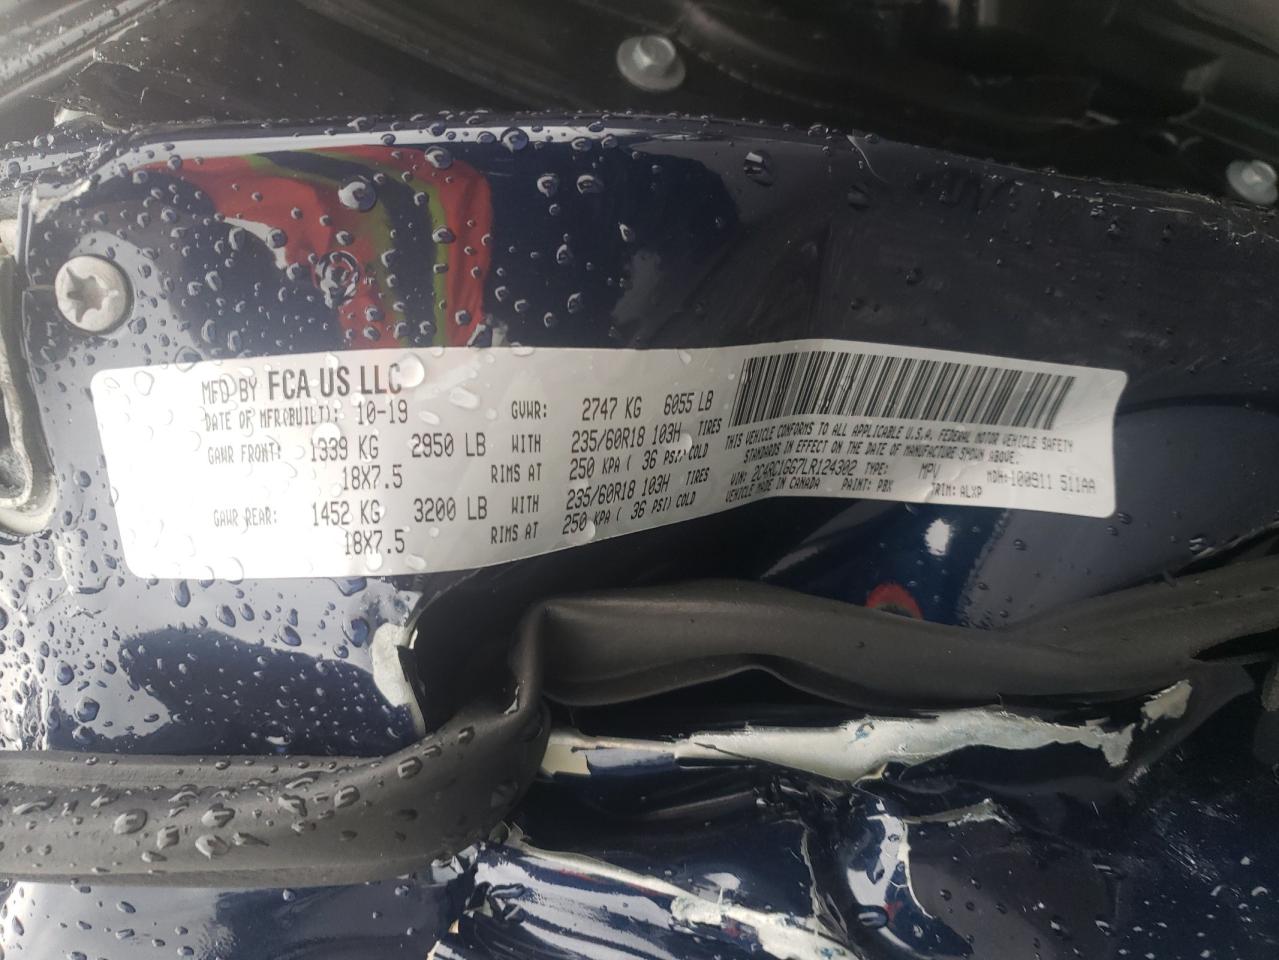 MFD BY FCA US LLC
DATE OF MFR(BUILT): 10-19 GVWR: 2747 KG 6055 LB
GAWR FRONT: 1339 KG 2950 LB WITH 235/60R18 103H TIRES
18X7.5 RIMS AT 250 KPA ( 36 PSI) COLD
GAWR REAR: 1452 KG 3200 LB WITH 235/60R18 103H TIRES
18X7.5 RIMS AT 250 KPA ( 36 PSI) COLD
THIS VEHICLE CONFORMS TO ALL APPLICABLE U.S.A. FEDERAL MOTOR VEHICLE SAFETY
STANDARDS IN EFFECT ON THE DATE OF MANUFACTURE SHOWN ABOVE.
VIN: 2C4RC1GG7LR124302 TYPE: MPV MDH: 100911 511AA
VEHICLE MADE IN CANADA PAINT: PBX TRIM: ALXP